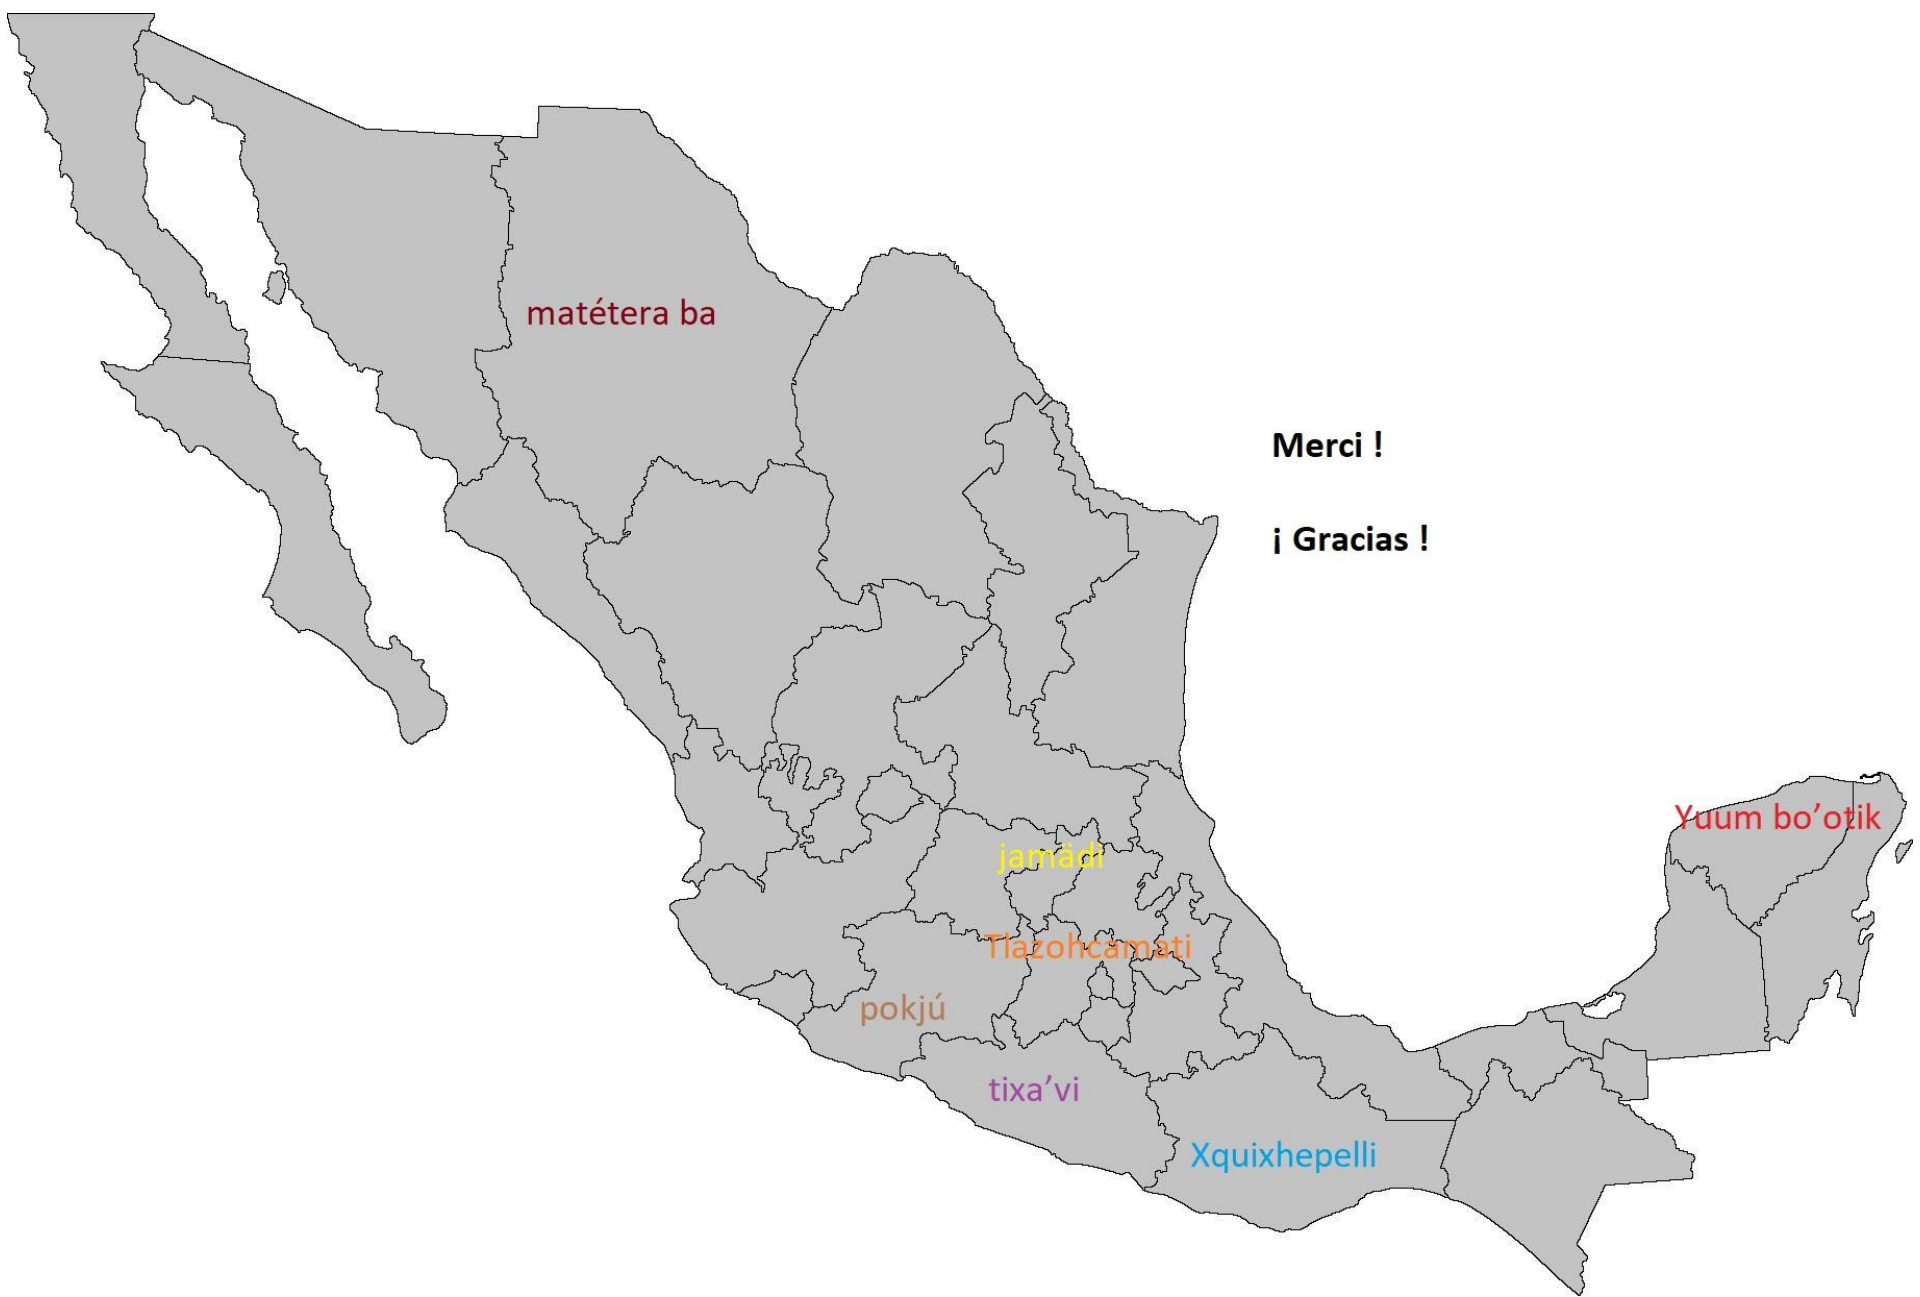 matétera ba
Merci !
¡ Gracias !
Yuum bo’otik
jamädi
Tlazohcamati
pokjú
tixa’vi
Xquixhepelli